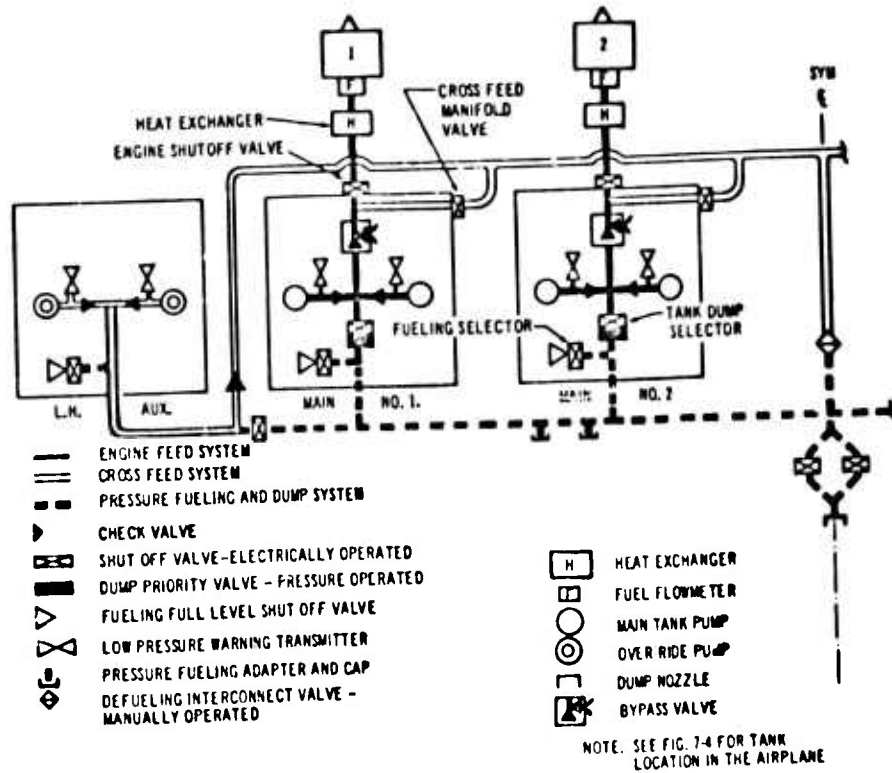 1
2
F
F
SYM
℄
HEAT EXCHANGER
H
CROSS FEED
MANIFOLD
VALVE
H
ENGINE SHUTOFF VALVE
FUELING SELECTOR
TANK DUMP
SELECTOR
L.H. AUX.
MAIN NO. 1.
MAIN NO. 2
ENGINE FEED SYSTEM
CROSS FEED SYSTEM
PRESSURE FUELING AND DUMP SYSTEM
CHECK VALVE
SHUT OFF VALVE-ELECTRICALLY OPERATED
DUMP PRIORITY VALVE - PRESSURE OPERATED
FUELING FULL LEVEL SHUT OFF VALVE
LOW PRESSURE WARNING TRANSMITTER
PRESSURE FUELING ADAPTER AND CAP
DEFUELING INTERCONNECT VALVE -
MANUALLY OPERATED
H HEAT EXCHANGER
F FUEL FLOWMETER
MAIN TANK PUMP
OVER RIDE PUMP
DUMP NOZZLE
BYPASS VALVE
NOTE: SEE FIG. 7-4 FOR TANK
LOCATION IN THE AIRPLANE